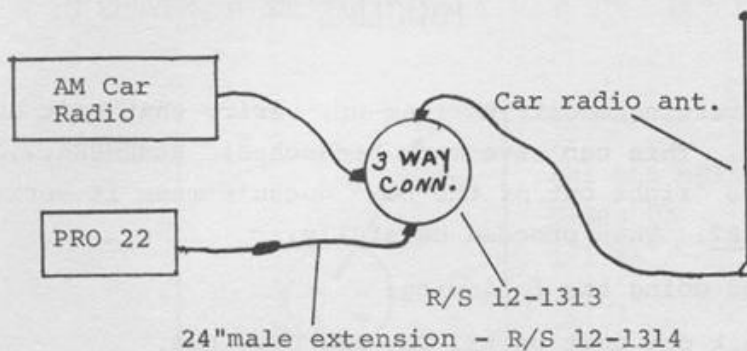 AM Car
Radio
Car radio ant.
3 WAY
CONN.
PRO 22
R/S 12-1313
24"male extension - R/S 12-1314